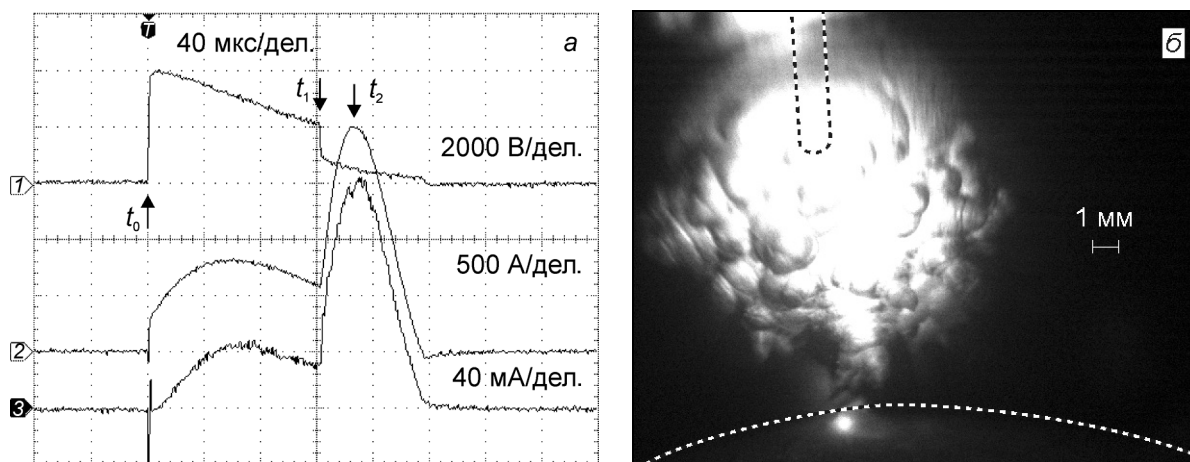 T
40 мкс/дел.
а
t₁
t₂
2000 В/дел.
1
t₀
500 А/дел.
2
40 мА/дел.
3
б
1 мм